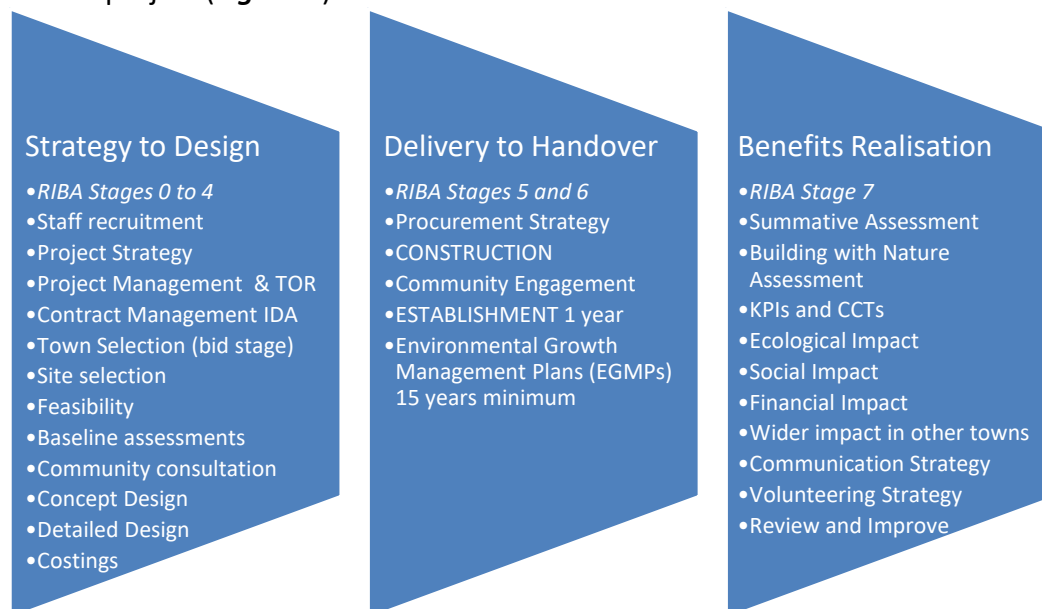 Strategy to Design
•RIBA Stages 0 to 4
•Staff recruitment
•Project Strategy
•Project Management & TOR
•Contract Management IDA
•Town Selection (bid stage)
•Site selection
•Feasibility
•Baseline assessments
•Community consultation
•Concept Design
•Detailed Design
•Costings
Delivery to Handover
•RIBA Stages 5 and 6
•Procurement Strategy
•CONSTRUCTION
•Community Engagement
•ESTABLISHMENT 1 year
•Environmental Growth
Management Plans (EGMPs)
15 years minimum
Benefits Realisation
•RIBA Stage 7
•Summative Assessment
•Building with Nature
Assessment
•KPIs and CCTs
•Ecological Impact
•Social Impact
•Financial Impact
•Wider impact in other towns
•Communication Strategy
•Volunteering Strategy
•Review and Improve